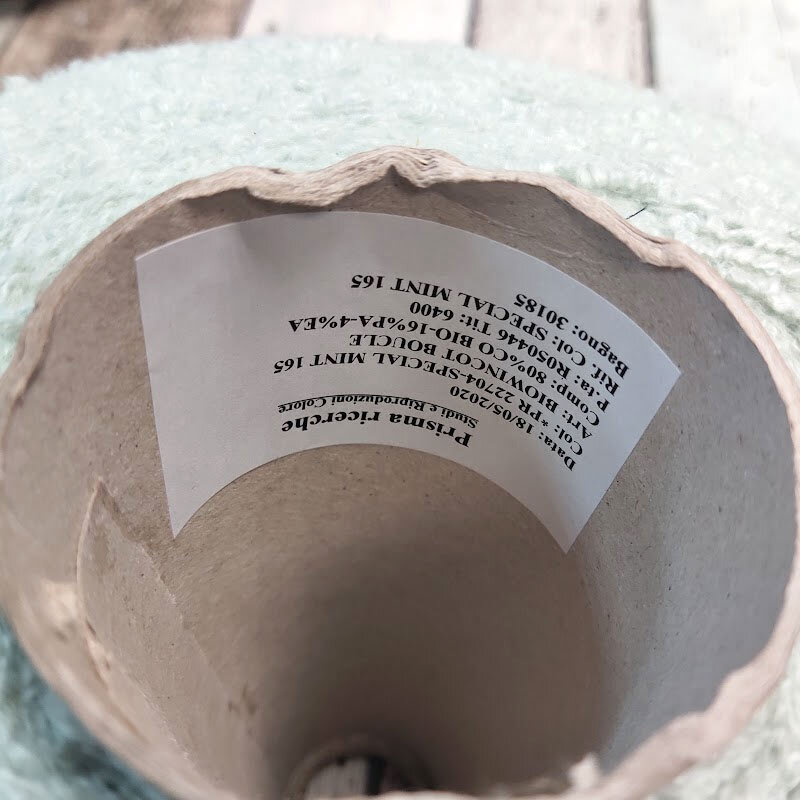 Prisma ricerche
Studi e Riproduzioni Colore
Data: 18/05/2020
Col: *PR 22704-SPECIAL MINT 165
Art: BIOWINCOT BOUCLE
Comp: 80%CO BIO-16%PA-4%EA
P-ta: R050446 Tit: 6400
Rif. Col: SPECIAL MINT 165
Bagno: 30185